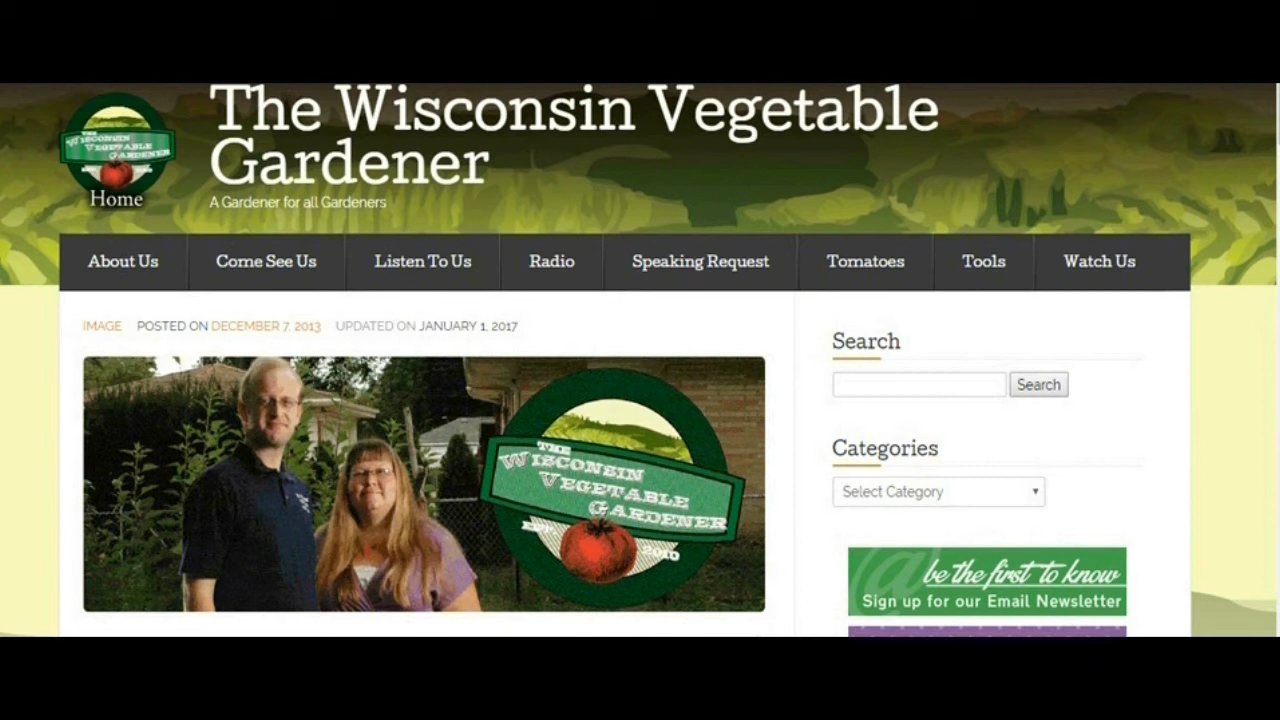 The Wisconsin Vegetable
Gardener
A Gardener for all Gardeners
THE
WISCONSIN
VEGETABLE
GARDENER
Home
About Us
Come See Us
Listen To Us
Radio
Speaking Request
Tomatoes
Tools
Watch Us
IMAGE POSTED ON DECEMBER 7, 2013 UPDATED ON JANUARY 1, 2017
THE
WISCONSIN
VEGETABLE
GARDENER
EST. 2010
Search
Search
Categories
Select Category
@
be the first to know
Sign up for our Email Newsletter